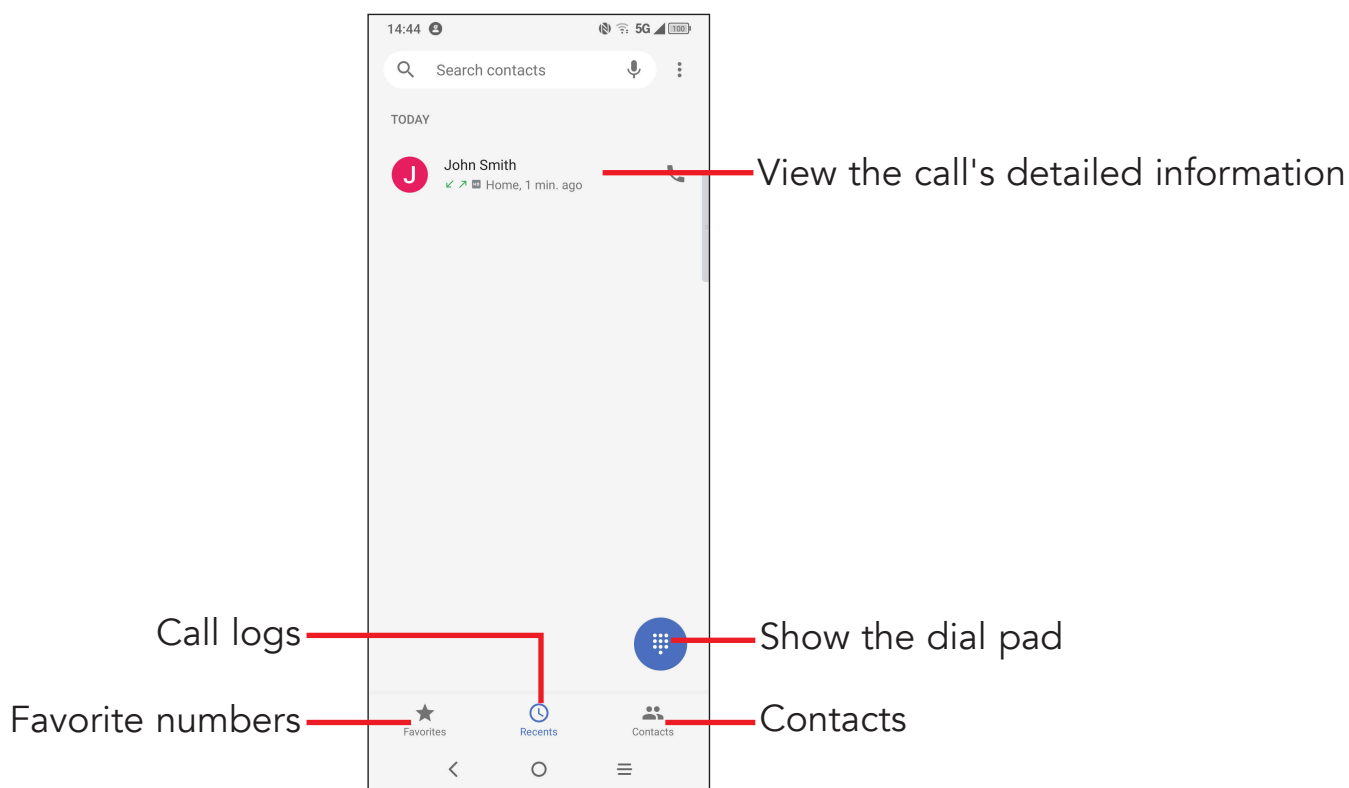 14:44
5G
100
Search contacts
TODAY
J
John Smith
Home, 1 min. ago
View the call's detailed information
Call logs
Show the dial pad
Favorite numbers
Contacts
Favorites
Recents
Contacts